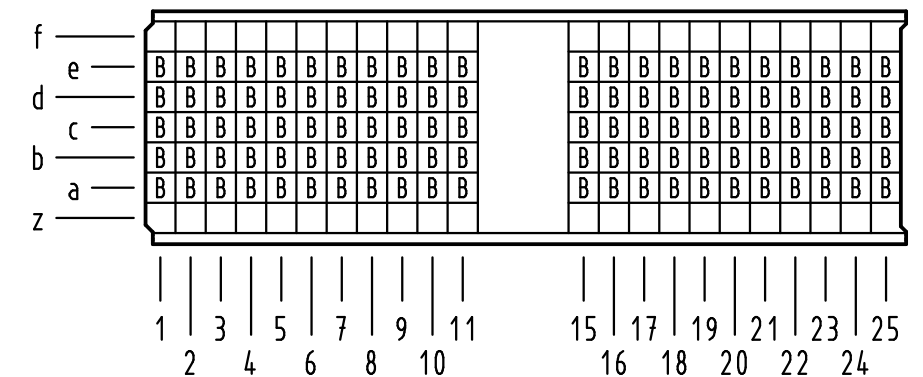 f
e B B B B B B B B B B B B B B B B B B B B B B
d B B B B B B B B B B B B B B B B B B B B B B
c B B B B B B B B B B B B B B B B B B B B B B
b B B B B B B B B B B B B B B B B B B B B B B
a B B B B B B B B B B B B B B B B B B B B B B
z
1 3 5 7 9 11 15 17 19 21 23 25
2 4 6 8 10 16 18 20 22 24